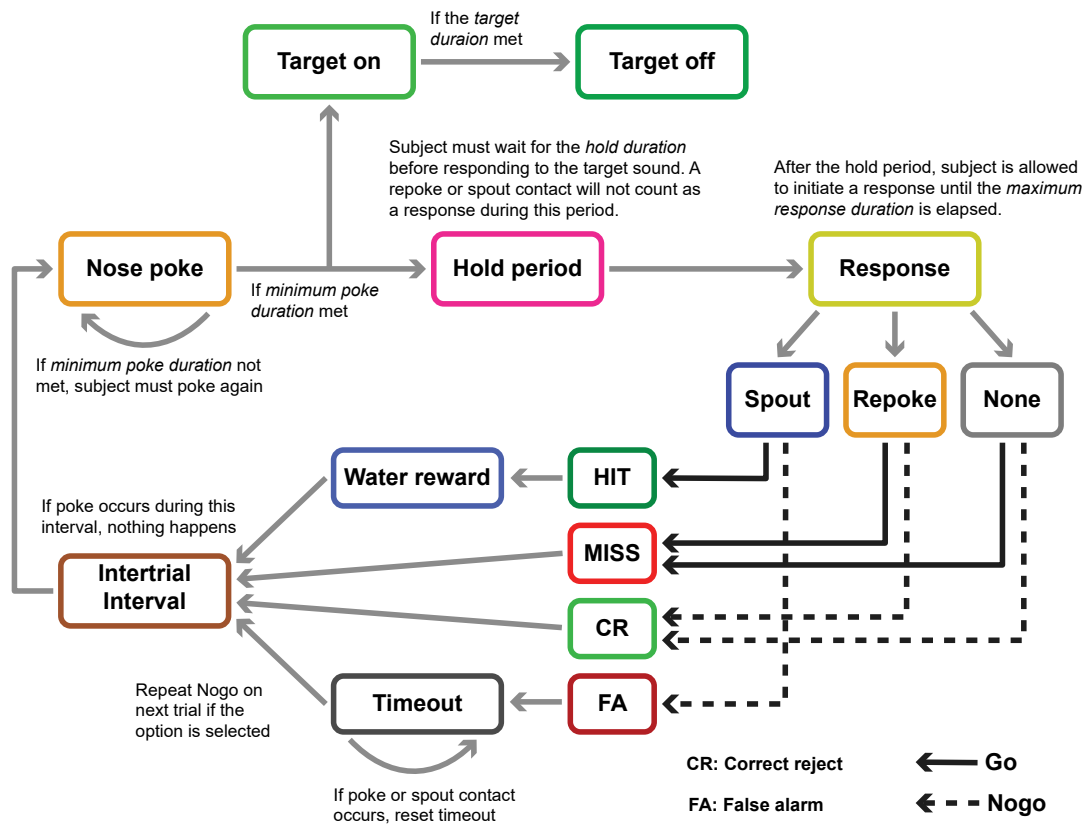 If the target
duraion met
Target on
Target off
Subject must wait for the hold duration
before responding to the target sound. A
repoke or spout contact will not count as
a response during this period.
After the hold period, subject is allowed
to initiate a response until the maximum
response duration is elapsed.
Nose poke
Hold period
Response
If minimum poke
duration met
If minimum poke duration not
met, subject must poke again
Spout
Repoke
None
Water reward
HIT
If poke occurs during this
interval, nothing happens
MISS
Intertrial
Interval
CR
Repeat Nogo on
next trial if the
option is selected
Timeout
FA
If poke or spout contact
occurs, reset timeout
CR: Correct reject
Go
FA: False alarm
Nogo